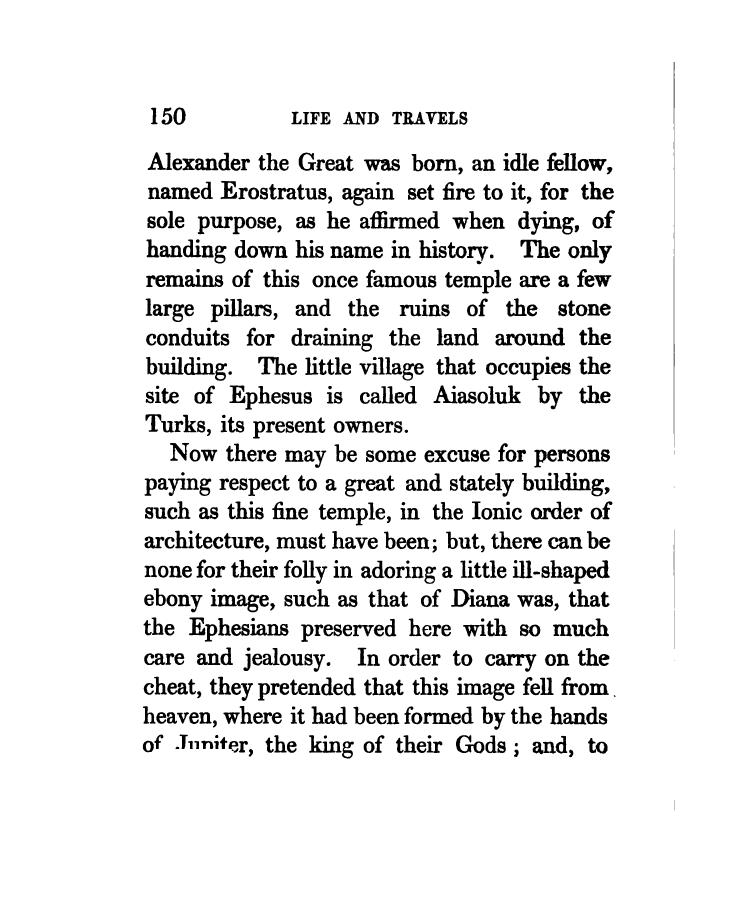 150 LIFE AND TRAVELS
Alexander the Great was born, an idle fellow,
named Erostratus, again set fire to it, for the
sole purpose, as he affirmed when dying, of
handing down his name in history. The only
remains of this once famous temple are a few
large pillars, and the ruins of the stone
conduits for draining the land around the
building. The little village that occupies the
site of Ephesus is called Aiasoluk by the
Turks, its present owners.
Now there may be some excuse for persons
paying respect to a great and stately building,
such as this fine temple, in the Ionic order of
architecture, must have been; but, there can be
none for their folly in adoring a little ill-shaped
ebony image, such as that of Diana was, that
the Ephesians preserved here with so much
care and jealousy. In order to carry on the
cheat, they pretended that this image fell from
heaven, where it had been formed by the hands
of Jupiter, the king of their Gods ; and, to